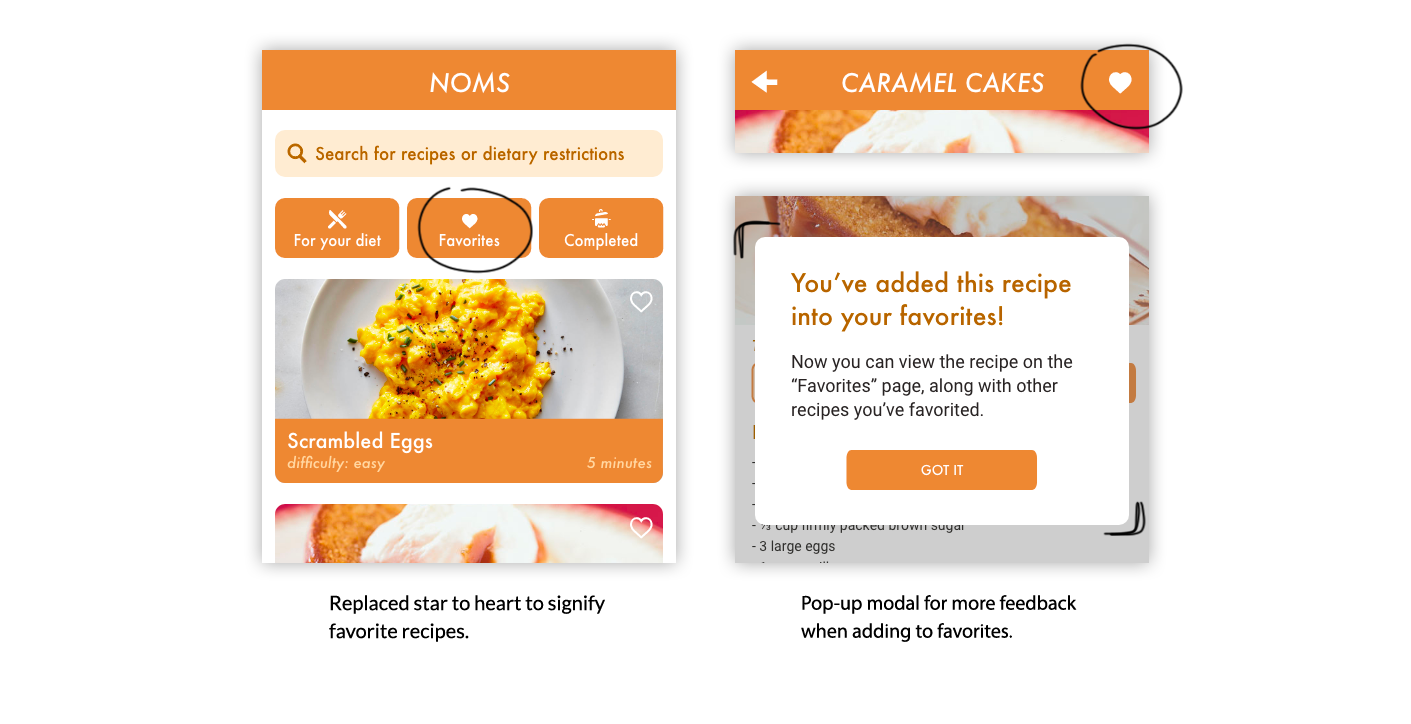 NOMS
Search for recipes or dietary restrictions
For your diet
Favorites
Completed
Scrambled Eggs
difficulty: easy
5 minutes
Replaced star to heart to signify
favorite recipes.
CARAMEL CAKES
You’ve added this recipe
into your favorites!
Now you can view the recipe on the
“Favorites” page, along with other
recipes you’ve favorited.
GOT IT
cup firmly packed brown sugar
- 3 large eggs
Pop-up modal for more feedback
when adding to favorites.